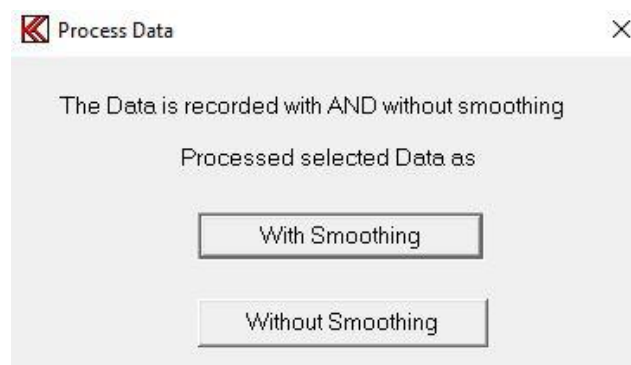 Process Data
The Data is recorded with AND without smoothing
Processed selected Data as
With Smoothing
Without Smoothing